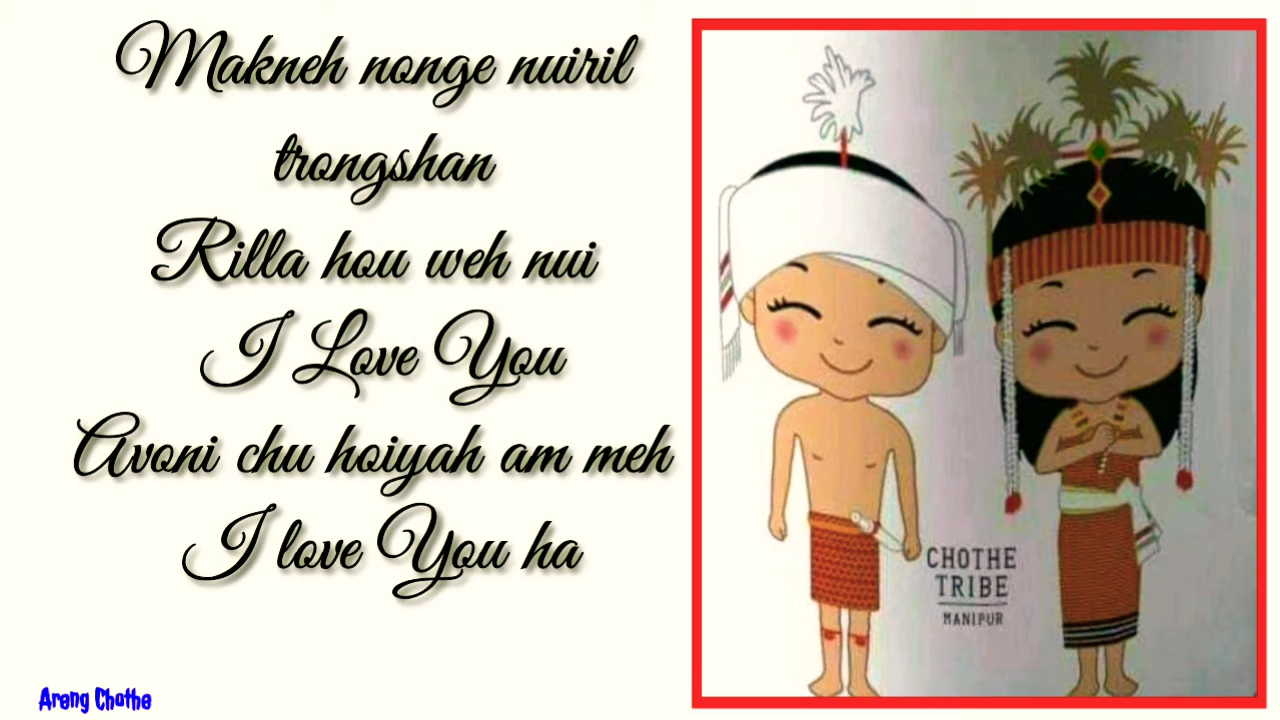 Makneh nonge nuiril
trongshan
Rilla hou weh nui
I Love You
Avoni chu hoiyah am meh
I love You ha
CHOTHE
TRIBE
MANIPUR
Areng Chothe